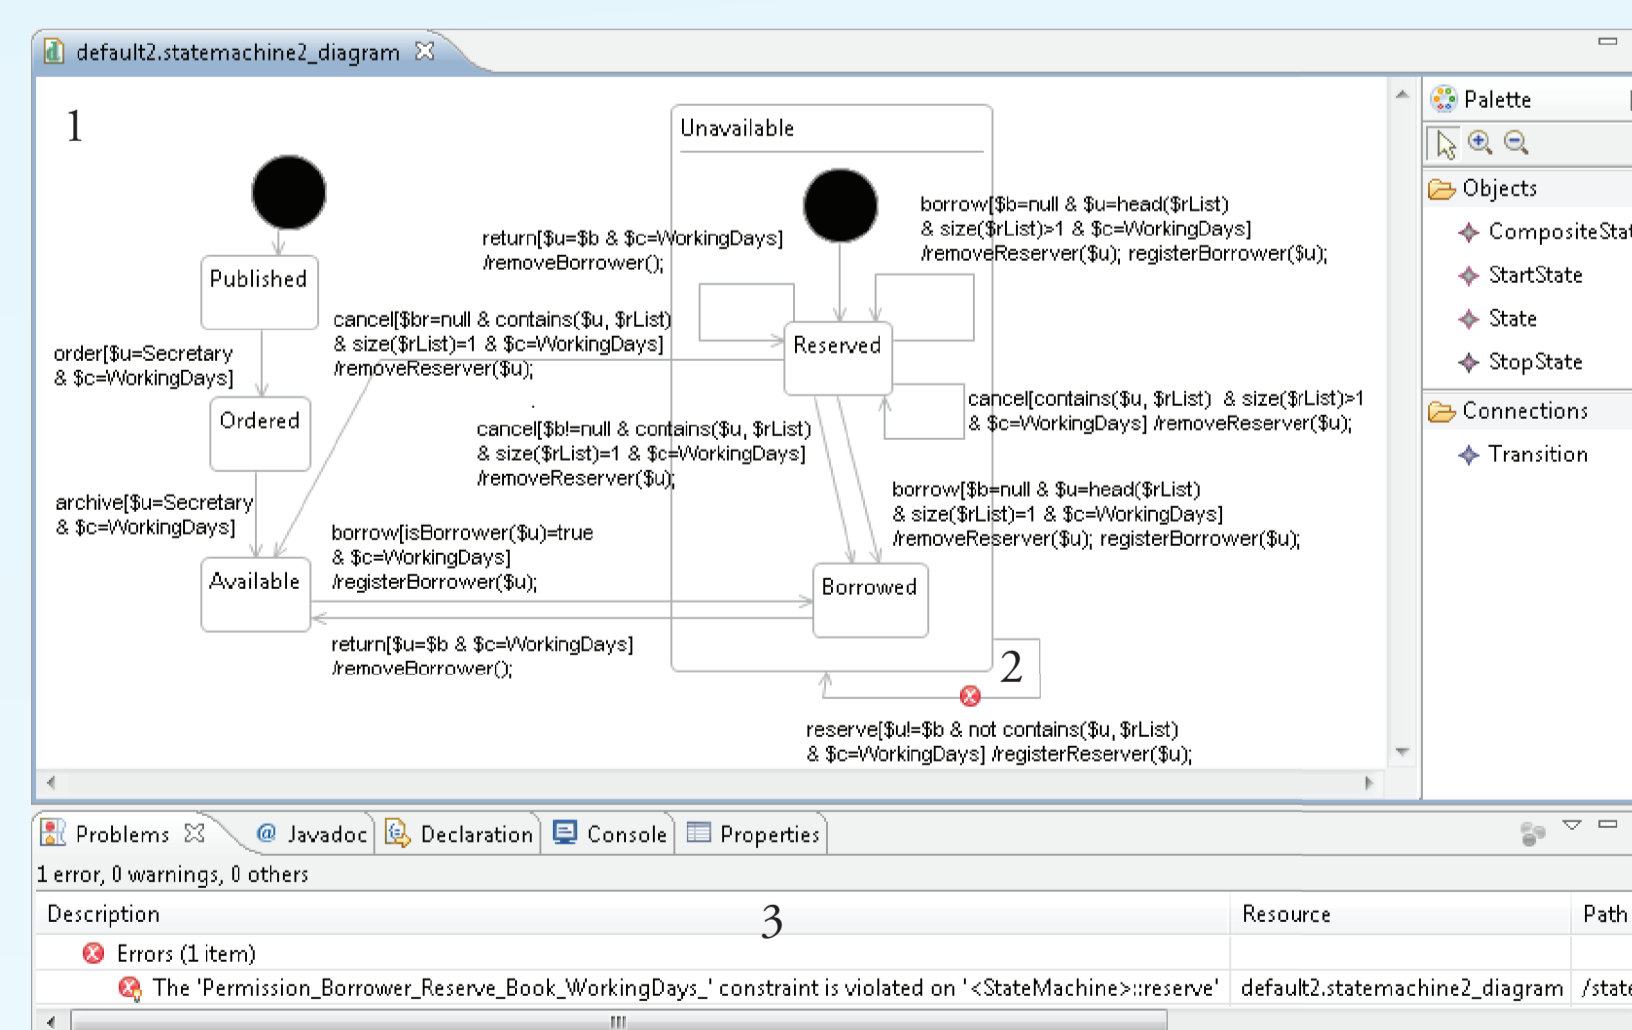 default2.statemachine2_diagram
1
Unavailable
return[$u=$b & $c=WorkingDays]
/removeBorrower();
borrow[$b=null & $u=head($rList)
& size($rList)>1 & $c=WorkingDays]
/removeReserver($u); registerBorrower($u);
Published
cancel[$br=null & contains($u, $rList)
& size($rList)=1 & $c=WorkingDays]
/removeReserver($u);
Reserved
order[$u=Secretary
& $c=WorkingDays]
Ordered
.
cancel[$b!=null & contains($u, $rList)
& size($rList)=1 & $c=WorkingDays]
/removeReserver($u);
cancel[contains($u, $rList) & size($rList)>1
& $c=WorkingDays] /removeReserver($u);
archive[$u=Secretary
& $c=WorkingDays]
borrow[$b=null & $u=head($rList)
& size($rList)=1 & $c=WorkingDays]
/removeReserver($u); registerBorrower($u);
borrow[isBorrower($u)=true
& $c=WorkingDays]
/registerBorrower($u);
Available
Borrowed
return[$u=$b & $c=WorkingDays]
/removeBorrower();
2
reserve[$u!=$b & not contains($u, $rList)
& $c=WorkingDays] /registerReserver($u);
Palette
Objects
CompositeStat
StartState
State
StopState
Connections
Transition
Problems
@ Javadoc
Declaration
Console
Properties
1 error, 0 warnings, 0 others
Description
3
Resource
Path
Errors (1 item)
The 'Permission_Borrower_Reserve_Book_WorkingDays_' constraint is violated on '<StateMachine>::reserve'
default2.statemachine2_diagram
/state